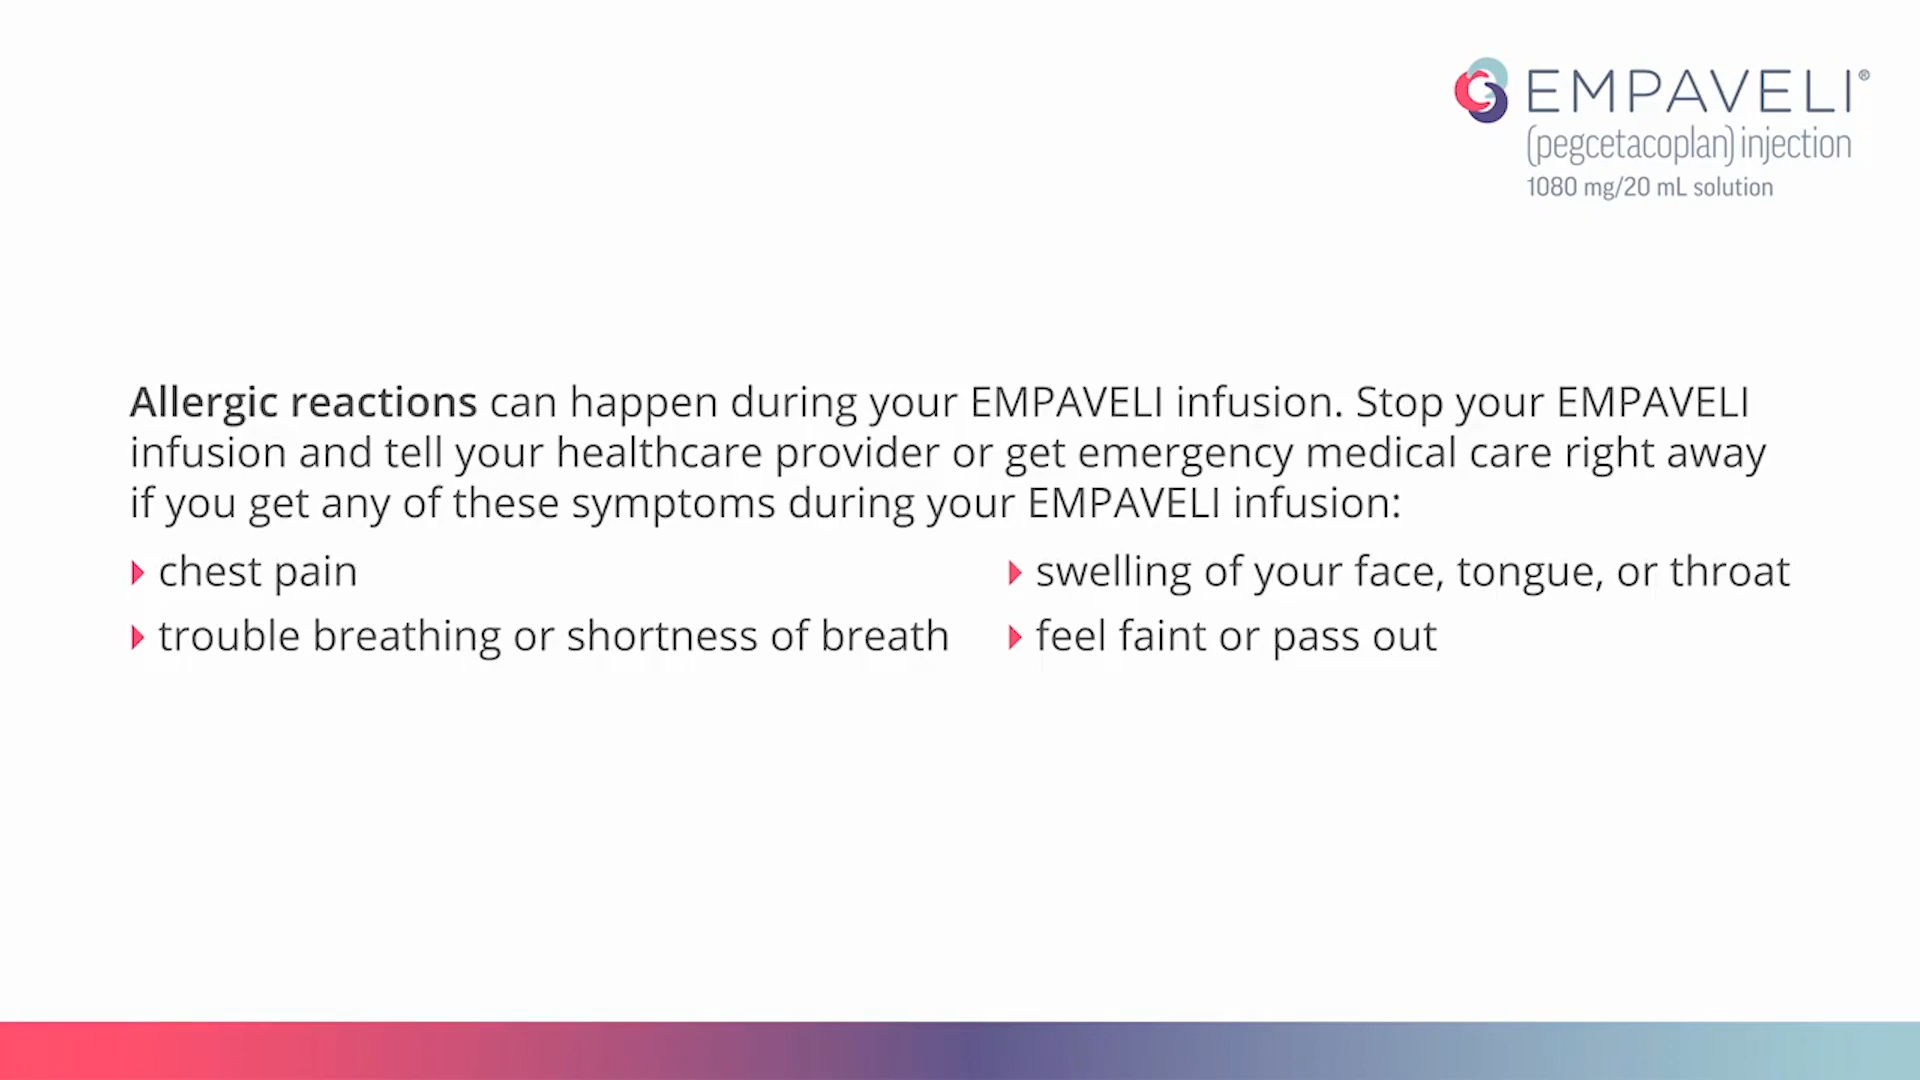 EMPAVELI®
(pegcetacoplan) injection
1080 mg/20 mL solution
Allergic reactions can happen during your EMPAVELI infusion. Stop your EMPAVELI
infusion and tell your healthcare provider or get emergency medical care right away
if you get any of these symptoms during your EMPAVELI infusion:
chest pain
trouble breathing or shortness of breath
swelling of your face, tongue, or throat
feel faint or pass out